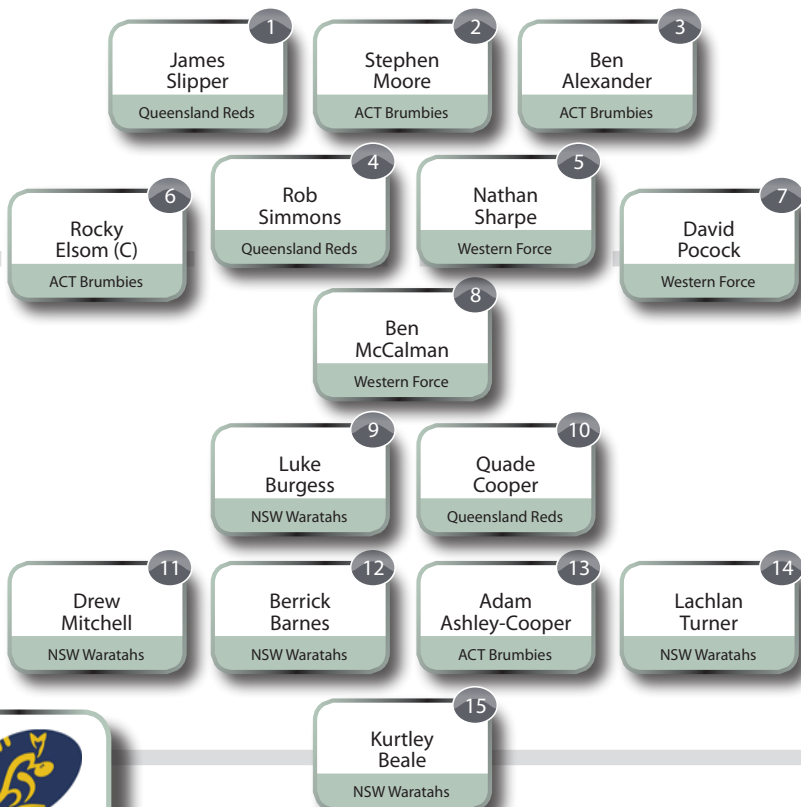 1
James
Slipper
Queensland Reds
2
Stephen
Moore
ACT Brumbies
3
Ben
Alexander
ACT Brumbies
4
Rob
Simmons
Queensland Reds
5
Nathan
Sharpe
Western Force
6
Rocky
Elsom (C)
ACT Brumbies
7
David
Pocock
Western Force
8
Ben
McCalman
Western Force
9
Luke
Burgess
NSW Waratahs
10
Quade
Cooper
Queensland Reds
11
Drew
Mitchell
NSW Waratahs
12
Berrick
Barnes
NSW Waratahs
13
Adam
Ashley-Cooper
ACT Brumbies
14
Lachlan
Turner
NSW Waratahs
15
Kurtley
Beale
NSW Waratahs